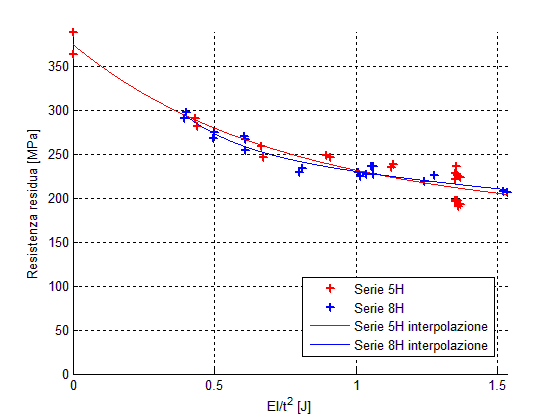 350
300
250
200
150
100
50
0
Resistenza residua [MPa]
Serie 5H
Serie 8H
Serie 5H interpolazione
Serie 8H interpolazione
0
0.5
1
1.5
EI/t² [J]